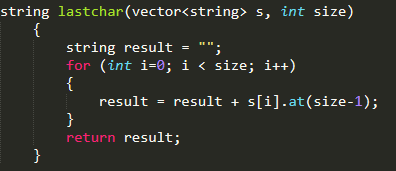 string lastchar(vector<string> s, int size)
{
string result = "";
for (int i=0; i < size; i++)
{
result = result + s[i].at(size-1);
}
return result;
}